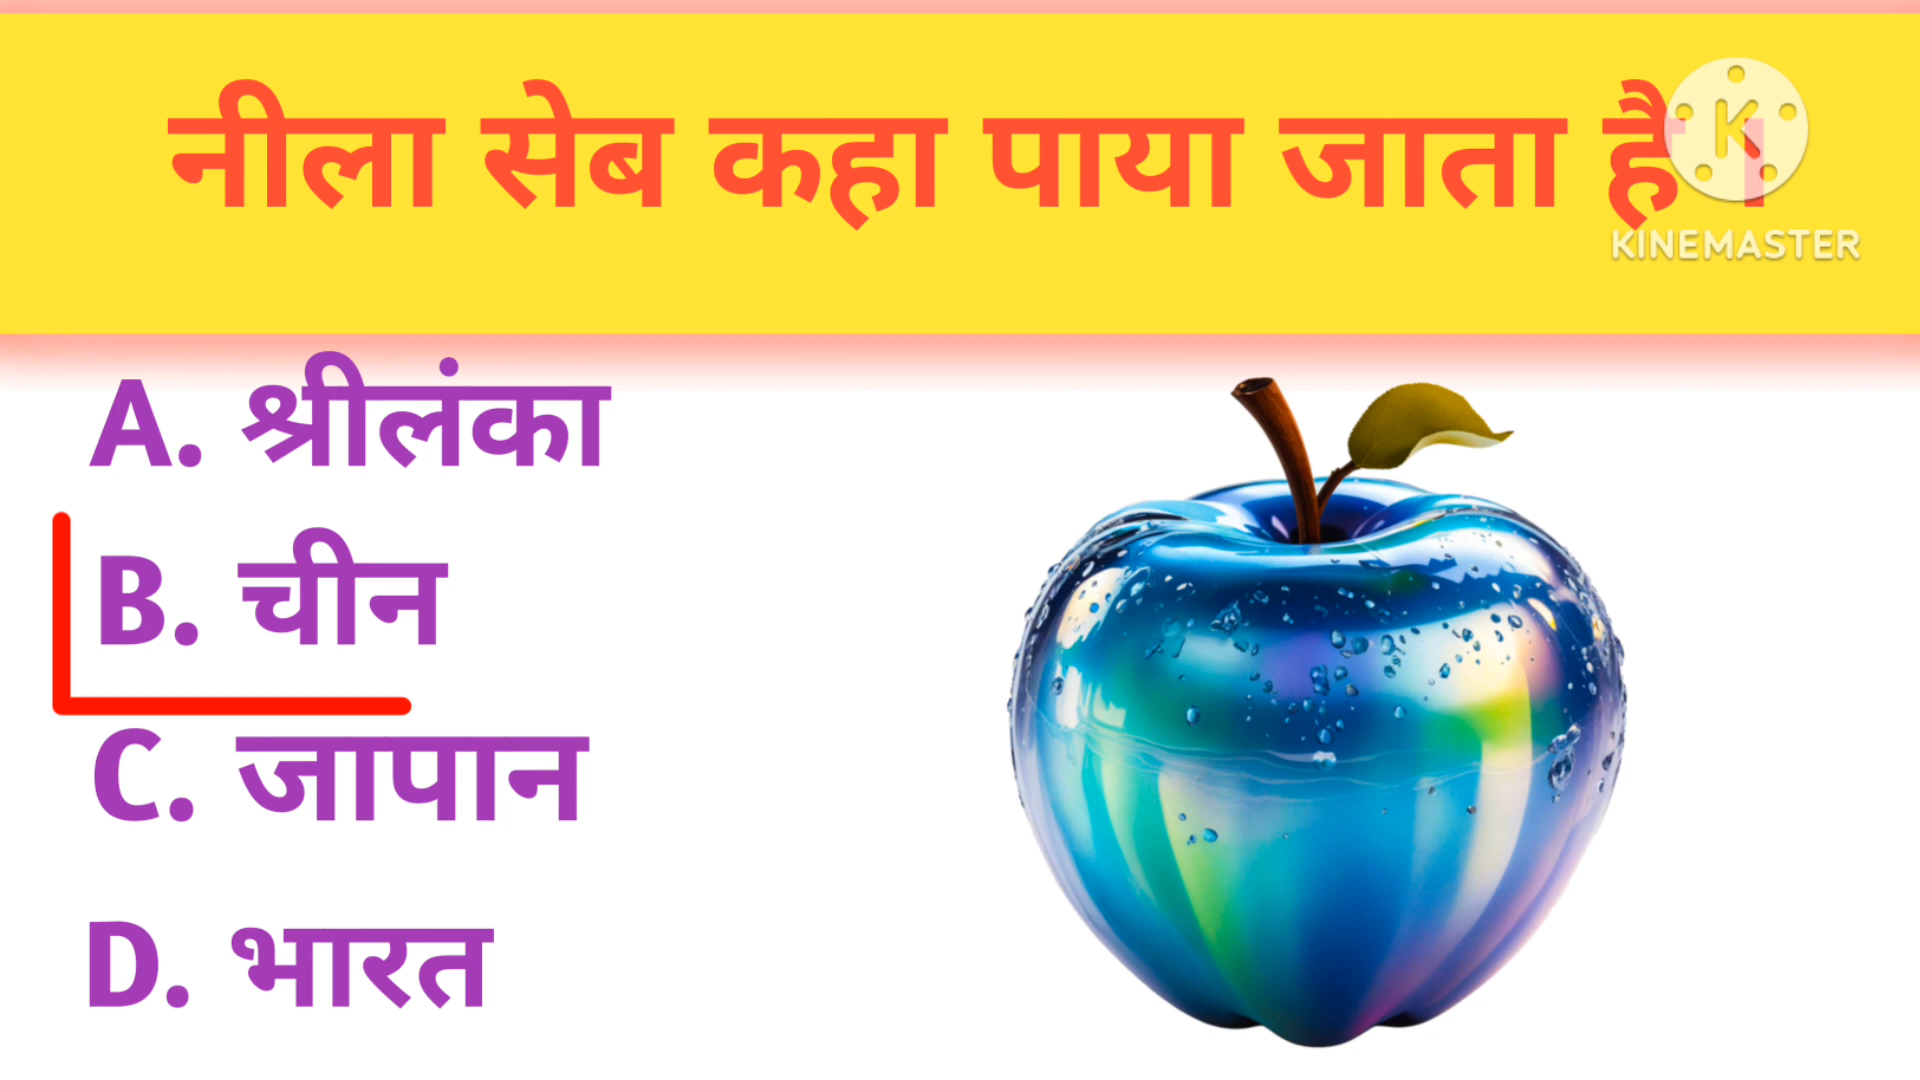 नीला सेब कहा पाया जाता है ।
KINEMASTER
A. श्रीलंका
B. चीन
C. जापान
D. भारत